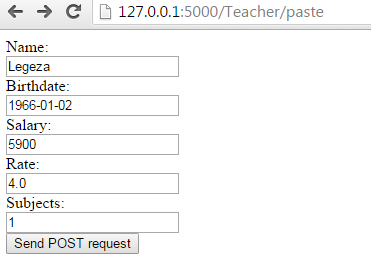 127.0.0.1:5000/Teacher/paste
Name:
Legeza
Birthdate:
1966-01-02
Salary:
5900
Rate:
4.0
Subjects:
1
Send POST request